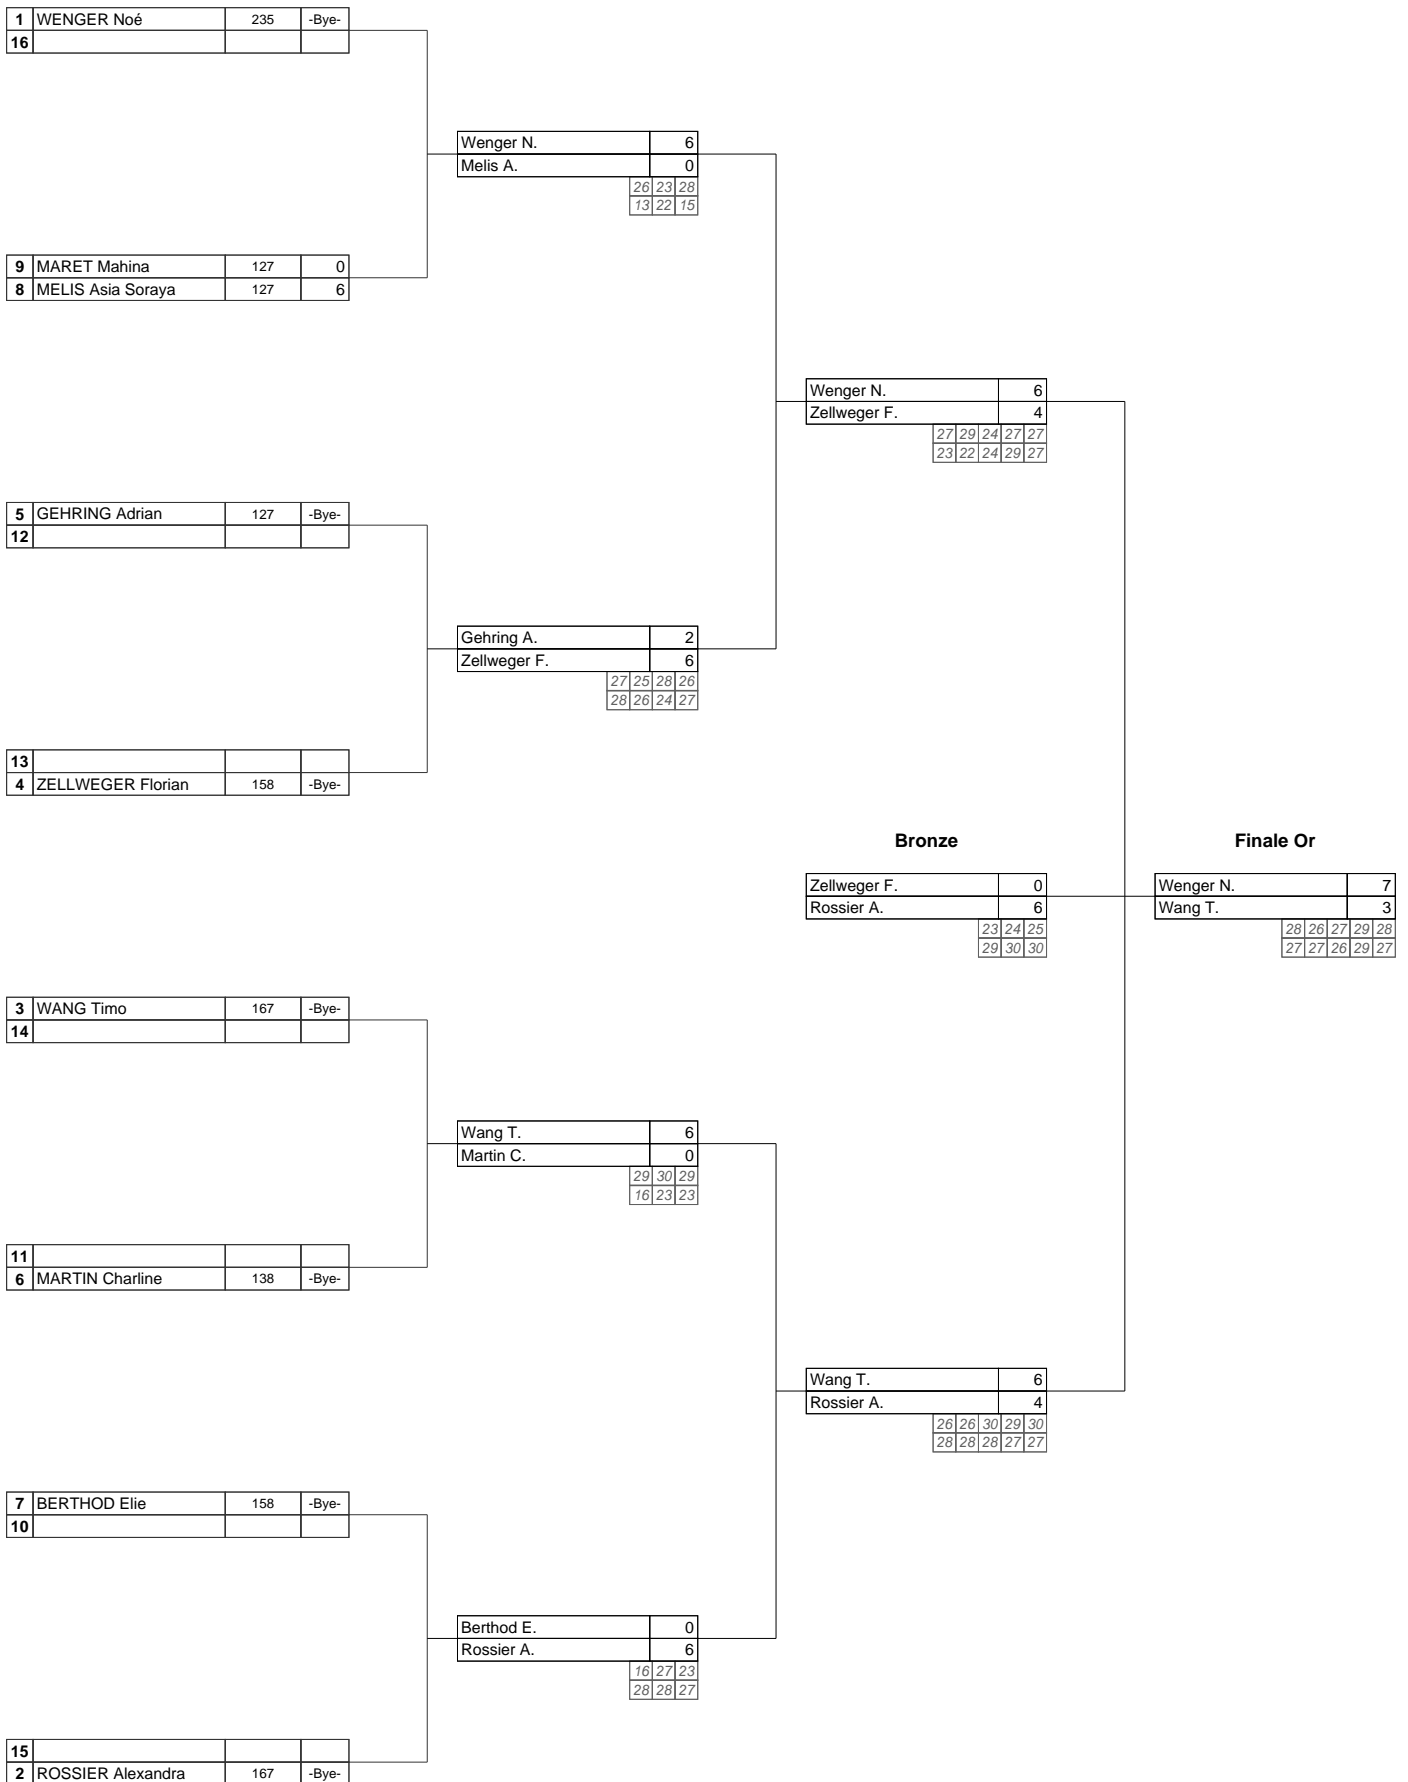 1 WENGER Noé 235 -Bye-
16
Wenger N. 6
Melis A. 0
26 23 28
13 22 15
9 MARET Mahina 127 0
8 MELIS Asia Soraya 127 6
Wenger N. 6
Zellweger F. 4
27 29 24 27 27
23 22 24 29 27
5 GEHRING Adrian 127 -Bye-
12
Gehring A. 2
Zellweger F. 6
27 25 28 26
28 26 24 27
13
4 ZELLWEGER Florian 158 -Bye-
Bronze
Finale Or
Zellweger F. 0
Rossier A. 6
23 24 25
29 30 30
Wenger N. 7
Wang T. 3
28 26 27 29 28
27 27 26 29 27
3 WANG Timo 167 -Bye-
14
Wang T. 6
Martin C. 0
29 30 29
16 23 23
11
6 MARTIN Charline 138 -Bye-
Wang T. 6
Rossier A. 4
26 26 30 29 30
28 28 28 27 27
7 BERTHOD Elie 158 -Bye-
10
Berthod E. 0
Rossier A. 6
16 27 23
28 28 27
15
2 ROSSIER Alexandra 167 -Bye-